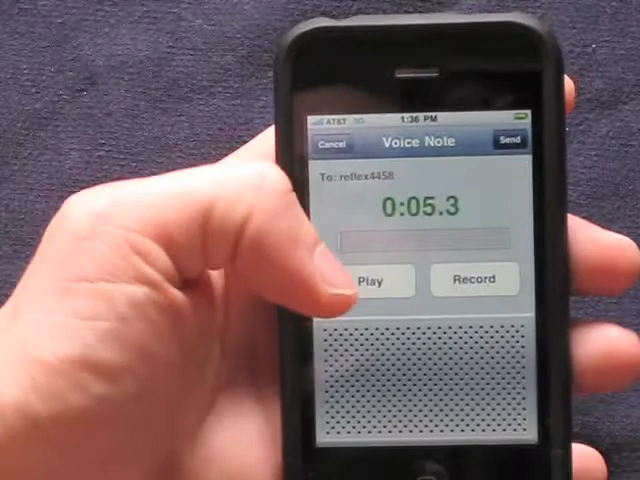 AT&T 3G 1:36 PM
Cancel Voice Note Send
To: reflex4458
0:05.3
Play Record